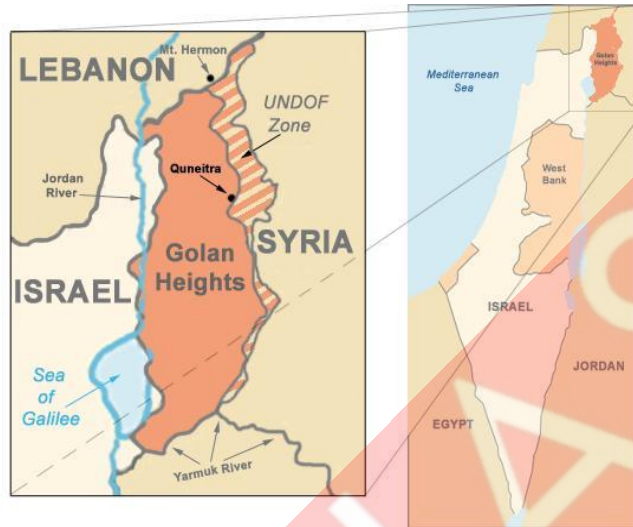 Mt. Hermon
LEBANON
UNDOF
Zone
Jordan
River
Quneitra
SYRIA
Golan
Heights
ISRAEL
Sea
of
Galilee
Yarmuk River
Mediterranean
Sea
Golan
Heights
West
Bank
ISRAEL
JORDAN
EGYPT